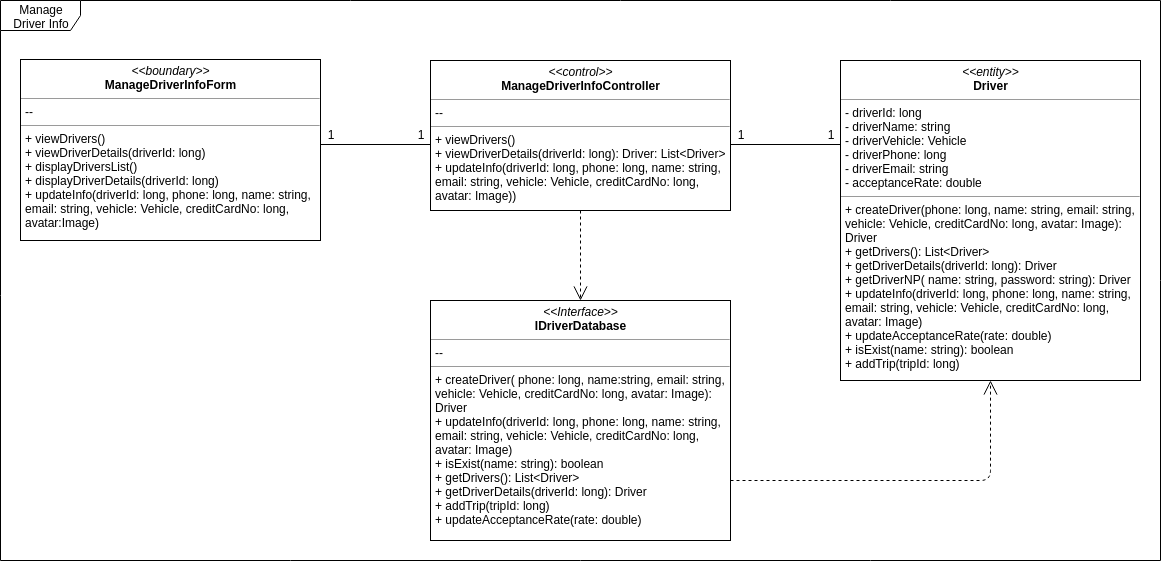 Manage
Driver Info
<<boundary>>
ManageDriverInfoForm
--
+ viewDrivers()
+ viewDriverDetails(driverId: long)
+ displayDriversList()
+ displayDriverDetails(driverId: long)
+ updateInfo(driverId: long, phone: long, name: string,
email: string, vehicle: Vehicle, creditCardNo: long,
avatar:Image)
1
1
<<control>>
ManageDriverInfoController
--
+ viewDrivers()
+ viewDriverDetails(driverId: long): Driver: List<Driver>
+ updateInfo(driverId: long, phone: long, name: string,
email: string, vehicle: Vehicle, creditCardNo: long,
avatar: Image))
1
1
<<entity>>
Driver
- driverId: long
- driverName: string
- driverVehicle: Vehicle
- driverPhone: long
- driverEmail: string
- acceptanceRate: double
+ createDriver(phone: long, name: string, email: string,
vehicle: Vehicle, creditCardNo: long, avatar: Image):
Driver
+ getDrivers(): List<Driver>
+ getDriverDetails(driverId: long): Driver
+ getDriverNP( name: string, password: string): Driver
+ updateInfo(driverId: long, phone: long, name: string,
email: string, vehicle: Vehicle, creditCardNo: long,
avatar: Image)
+ updateAcceptanceRate(rate: double)
+ isExist(name: string): boolean
+ addTrip(tripId: long)
<<Interface>>
IDriverDatabase
--
+ createDriver( phone: long, name:string, email: string,
vehicle: Vehicle, creditCardNo: long, avatar: Image):
Driver
+ updateInfo(driverId: long, phone: long, name: string,
email: string, vehicle: Vehicle, creditCardNo: long,
avatar: Image)
+ isExist(name: string): boolean
+ getDrivers(): List<Driver>
+ getDriverDetails(driverId: long): Driver
+ addTrip(tripId: long)
+ updateAcceptanceRate(rate: double)